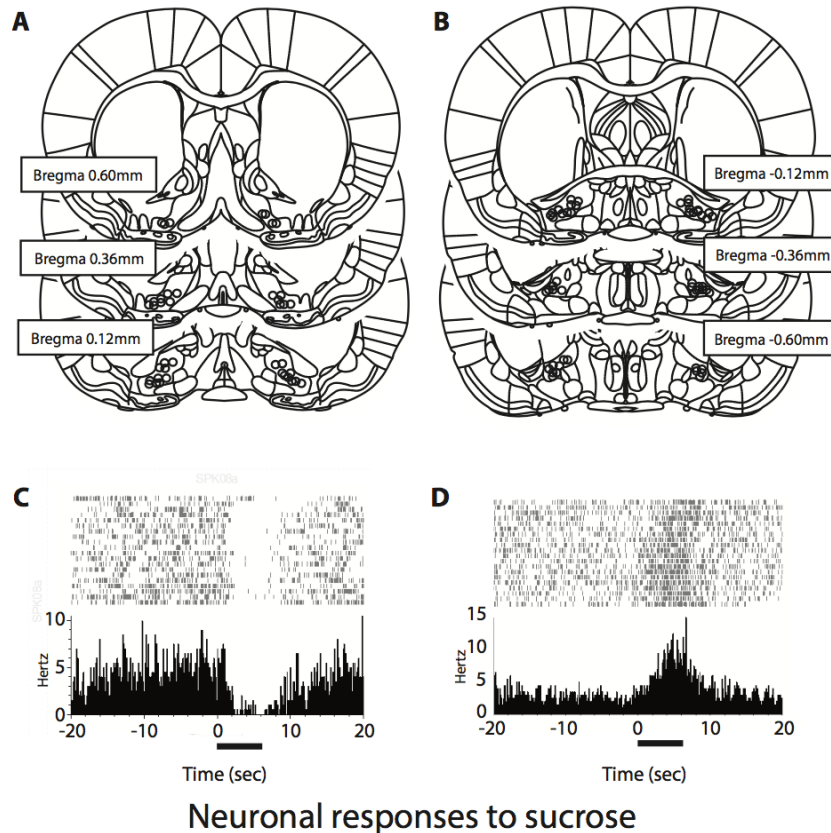 A
B
Bregma 0.60mm
Bregma -0.12mm
Bregma 0.36mm
Bregma -0.36mm
Bregma 0.12mm
Bregma -0.60mm
C
SPK08a
D
SPK08a
10
5
0
Hertz
-20 -10 0 10 20
Time (sec)
15
10
5
0
Hertz
-20 -10 0 10 20
Time (sec)
Neuronal responses to sucrose